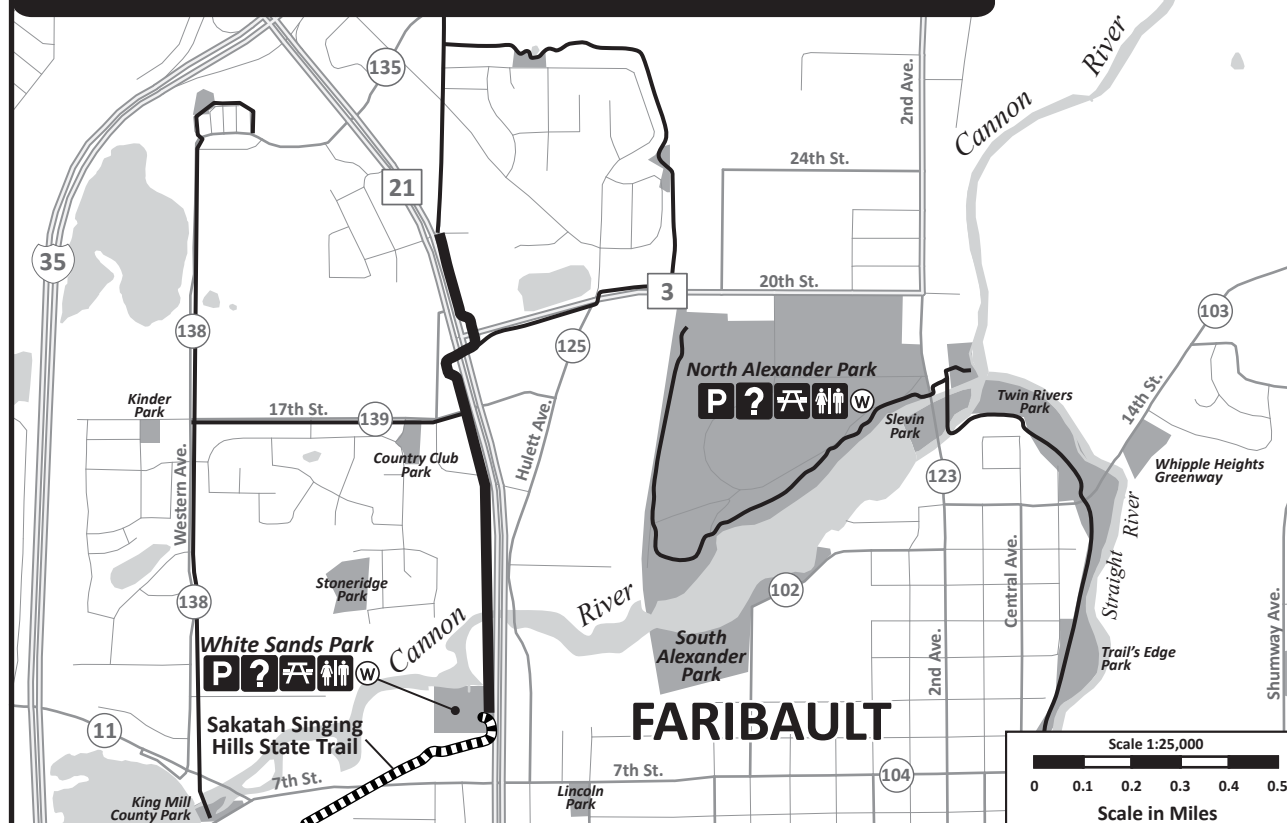 Cannon
River
135
2nd Ave.
24th St.
21
35
3
20th St.
103
138
125
North Alexander Park
P ? W
Kinder
Park
17th St.
139
Slevin
Park
Twin Rivers
Park
14th St.
Country Club
Park
Hulett Ave.
Western Ave.
123
Whipple Heights
Greenway
Straight
River
Stoneridge
Park
138
102
Central Ave.
Cannon
River
White Sands Park
P ? W
South
Alexander
Park
2nd Ave.
Trail's Edge
Park
Shumway Ave.
11
Sakatah Singing
Hills State Trail
FARIBAULT
7th St.
7th St.
104
King Mill
County Park
Lincoln
Park
Scale 1:25,000
0 0.1 0.2 0.3 0.4 0.5
Scale in Miles